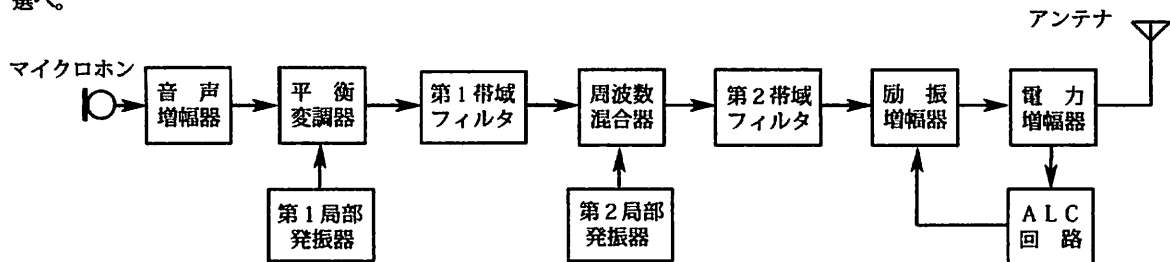 選べ。
アンテナ
マイクロホン
音声
増幅器
平衡
変調器
第1帯域
フィルタ
周波数
混合器
第2帯域
フィルタ
励振
増幅器
電力
増幅器
第1局部
発振器
第2局部
発振器
ALC
回路